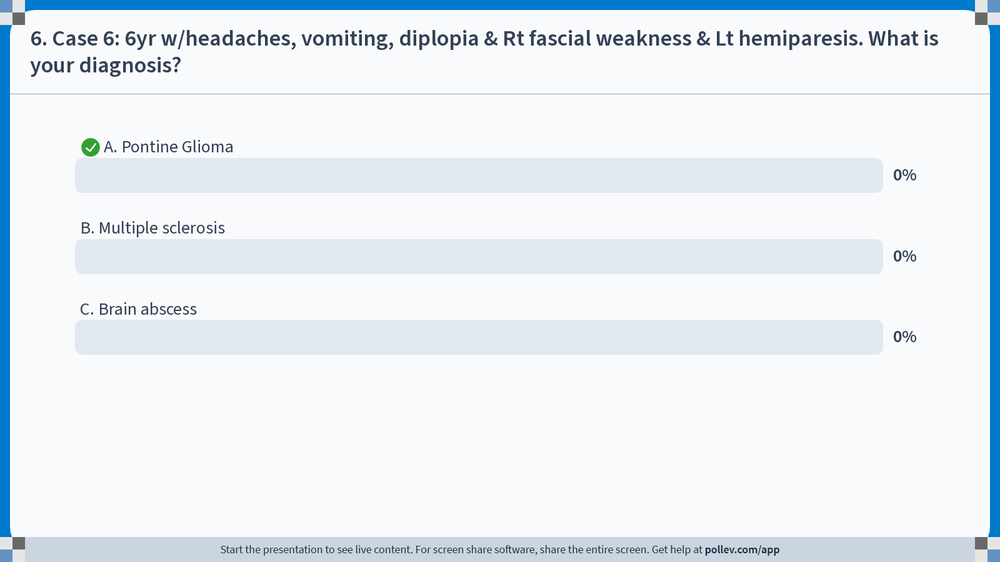 6. Case 6: 6yr w/headaches, vomiting, diplopia & Rt fascial weakness & Lt hemiparesis. What is
your diagnosis?
A. Pontine Glioma
0%
B. Multiple sclerosis
0%
C. Brain abscess
0%
Start the presentation to see live content. For screen share software, share the entire screen. Get help at pollev.com/app